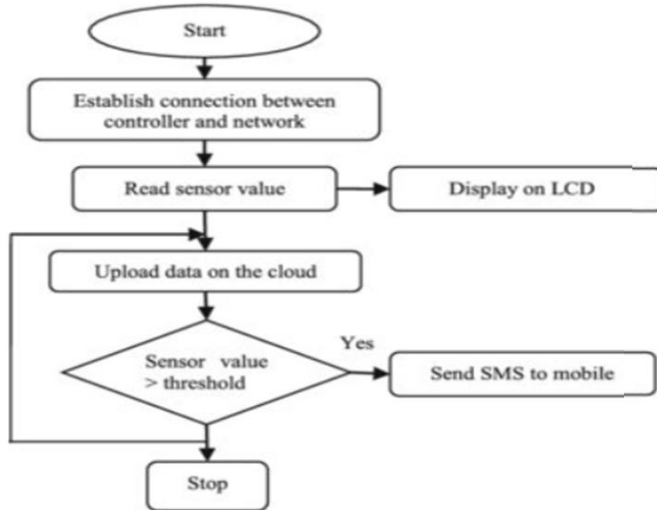 Start
Establish connection between
controller and network
Read sensor value
Display on LCD
Upload data on the cloud
Sensor value
> threshold
Yes
Send SMS to mobile
Stop